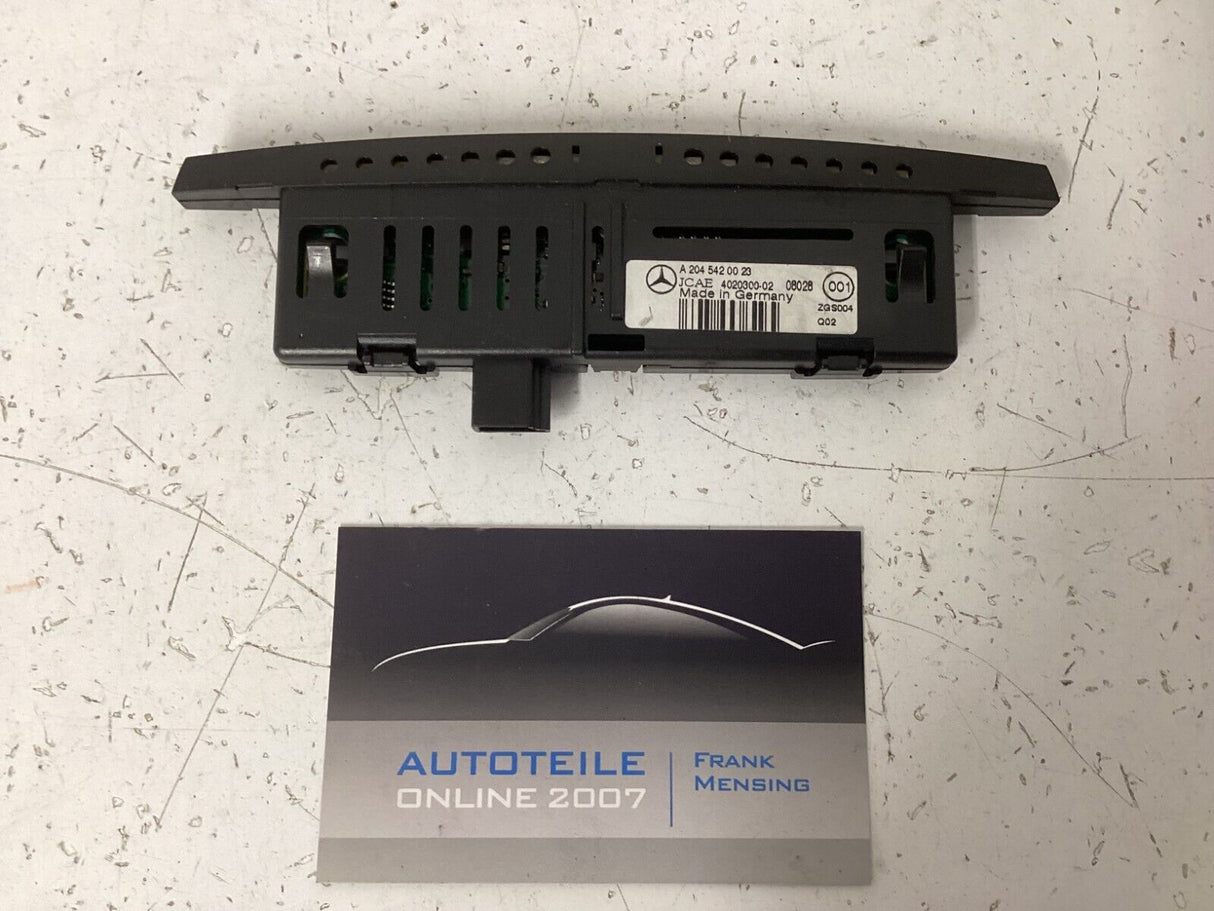 A 204 542 00 23
JCAE 4020300-02 08028
Made in Germany
001
ZGS004
Q02
AUTOTEILE
ONLINE 2007
FRANK
MENSING